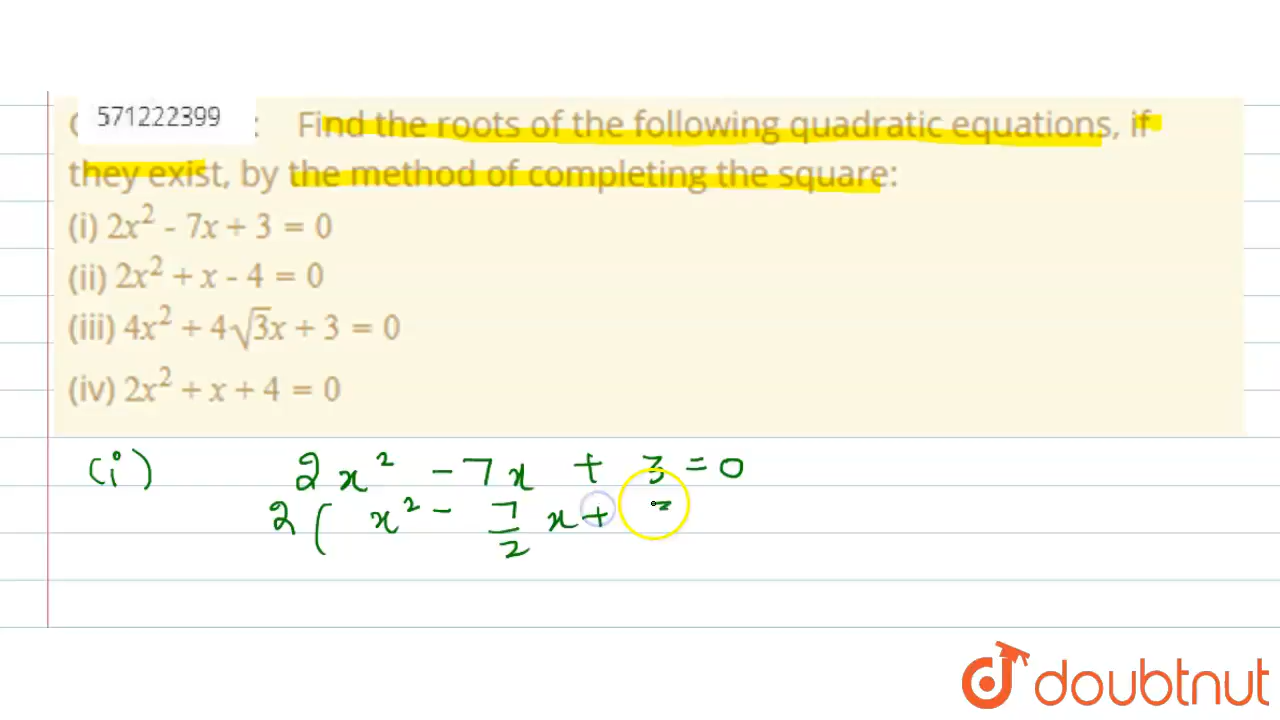 571222399 : Find the roots of the following quadratic equations, if
they exist, by the method of completing the square:
(i) 2x² - 7x + 3 = 0
(ii) 2x² + x - 4 = 0
(iii) 4x² + 4√3x + 3 = 0
(iv) 2x² + x + 4 = 0
(i) 2x² - 7x + 3 = 0
2( x² - 7/2 x +
doubtnut